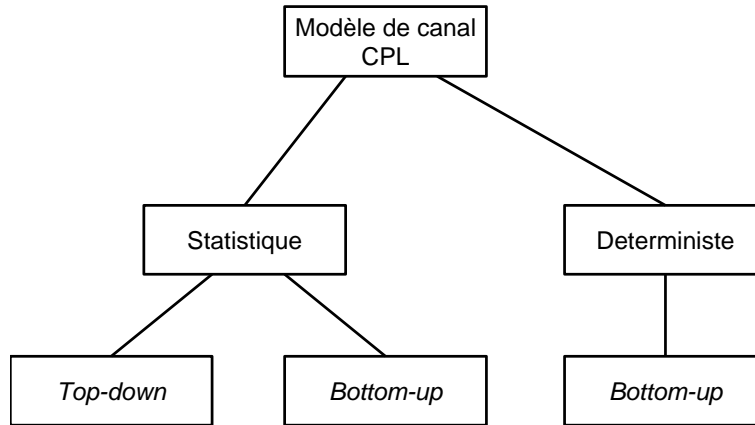 Modèle de canal
CPL
Statistique
Deterministe
Top-down
Bottom-up
Bottom-up